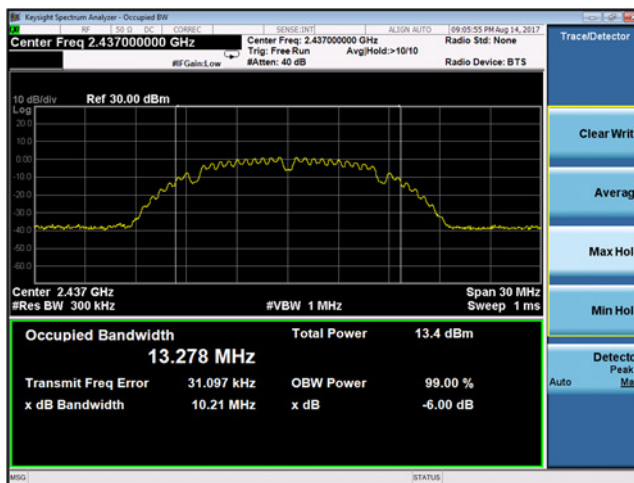 Keysight Spectrum Analyzer - Occupied BW
RF 50 Ω DC CORREC SENSE:INT ALIGN AUTO 09:05:55 PM Aug 14, 2017
Center Freq 2.437000000 GHz Center Freq: 2.437000000 GHz Radio Std: None
Trig: Free Run Avg|Hold:>10/10
#IFGain:Low #Atten: 40 dB Radio Device: BTS
Trace/Detector
10 dB/div Ref 30.00 dBm
Log
20.0
10.0
0.00
-10.0
-20.0
-30.0
-40.0
-50.0
-60.0
Center 2.437 GHz Span 30 MHz
#Res BW 300 kHz #VBW 1 MHz Sweep 1 ms
Occupied Bandwidth Total Power 13.4 dBm
13.278 MHz
Transmit Freq Error 31.097 kHz OBW Power 99.00 %
x dB Bandwidth 10.21 MHz x dB -6.00 dB
Clear Writ
Averag
Max Hol
Min Hol
Detecto
Peak
Auto Ma
MSG STATUS